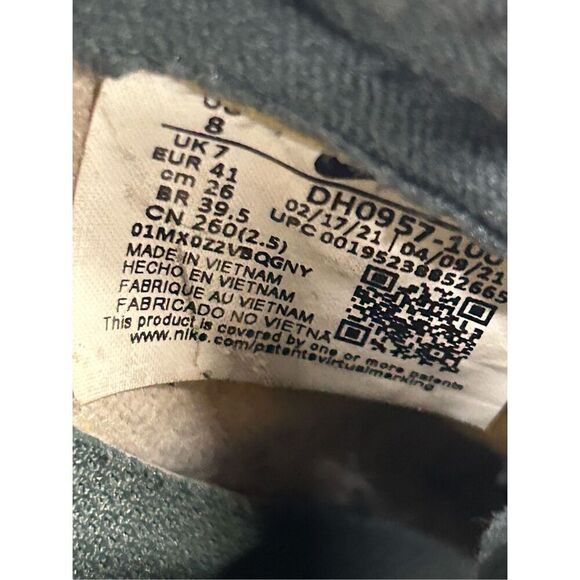 8
UK 7
EUR 41
cm 26
BR 39.5
CN 260(2.5)
01MX0Z2VBQGNY
MADE IN VIETNAM
HECHO EN VIETNAM
FABRIQUE AU VIETNAM
FABRICADO NO VIETNA
This product is covered by one or more patents
www.nike.com/patentsvirtualmarking
DH0957-100
02/17/21 | 04/09/21
UPC 00195238852665